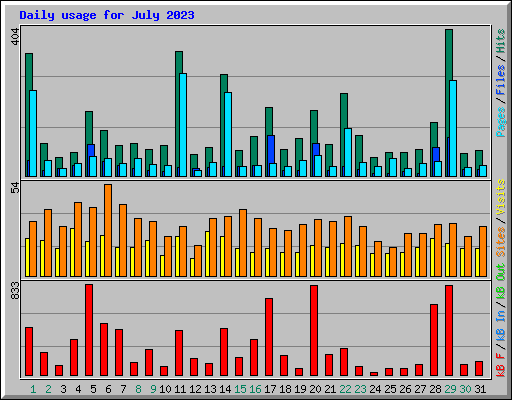 Daily usage for July 2023
404
54
833
Pages / Files / Hits
Sites / Visits
kB F / kB In / kB Out
1 2 3 4 5 6 7 8 9 10 11 12 13 14 15 16 17 18 19 20 21 22 23 24 25 26 27 28 29 30 31